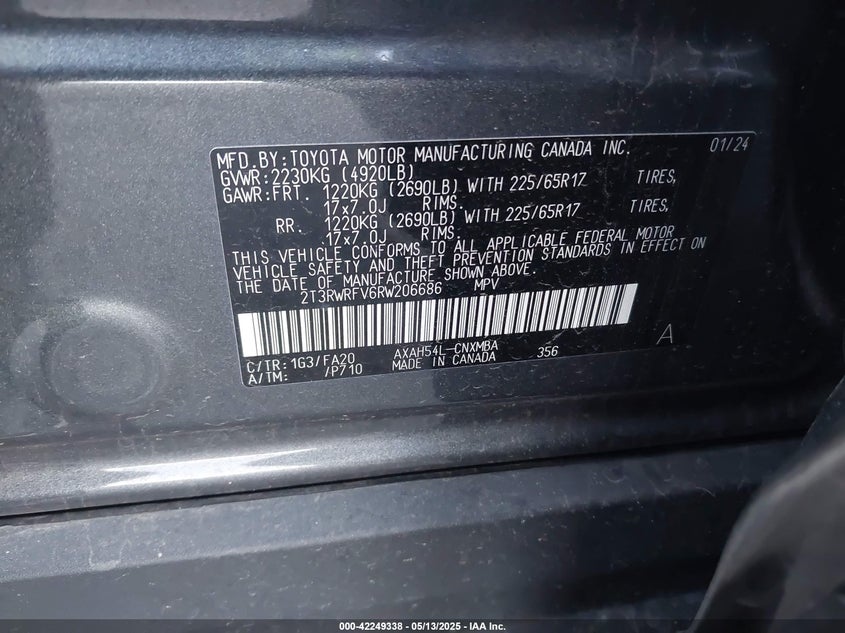 MFD.BY:TOYOTA MOTOR MANUFACTURING CANADA INC. 01/24
GVWR:2230KG (4920LB)
GAWR:FRT. 1220KG (2690LB) WITH 225/65R17 TIRES,
17x7.0J RIMS.
RR. 1220KG (2690LB) WITH 225/65R17 TIRES,
17x7.0J RIMS.
THIS VEHICLE CONFORMS TO ALL APPLICABLE FEDERAL MOTOR
VEHICLE SAFETY AND THEFT PREVENTION STANDARDS IN EFFECT ON
THE DATE OF MANUFACTURE SHOWN ABOVE.
2T3RWRFV6RW206686 MPV
A
C/TR:1G3/FA20 AXAH54L-CNXMBA 356
A/TM: /P710 MADE IN CANADA
000-42249338 - 05/13/2025 - IAA Inc.